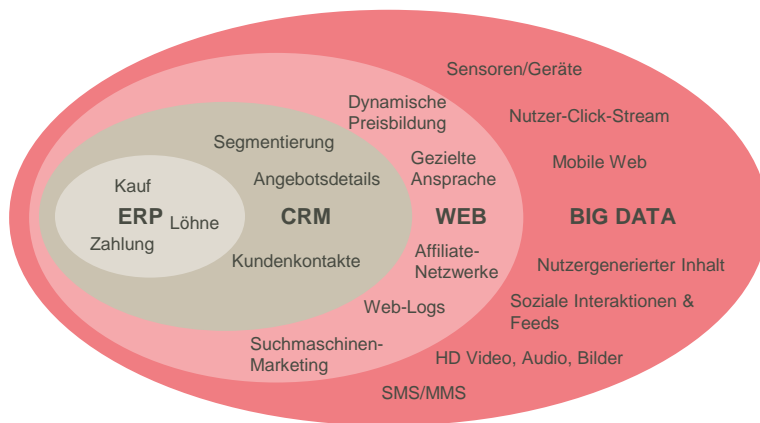 Sensoren/Geräte
Dynamische
Preisbildung
Nutzer-Click-Stream
Segmentierung
Gezielte
Ansprache
Mobile Web
Kauf
Angebotsdetails
ERP
Löhne
CRM
WEB
BIG DATA
Zahlung
Kundenkontakte
Affiliate-
Netzwerke
Nutzergenerierter Inhalt
Web-Logs
Soziale Interaktionen &
Feeds
Suchmaschinen-
Marketing
HD Video, Audio, Bilder
SMS/MMS